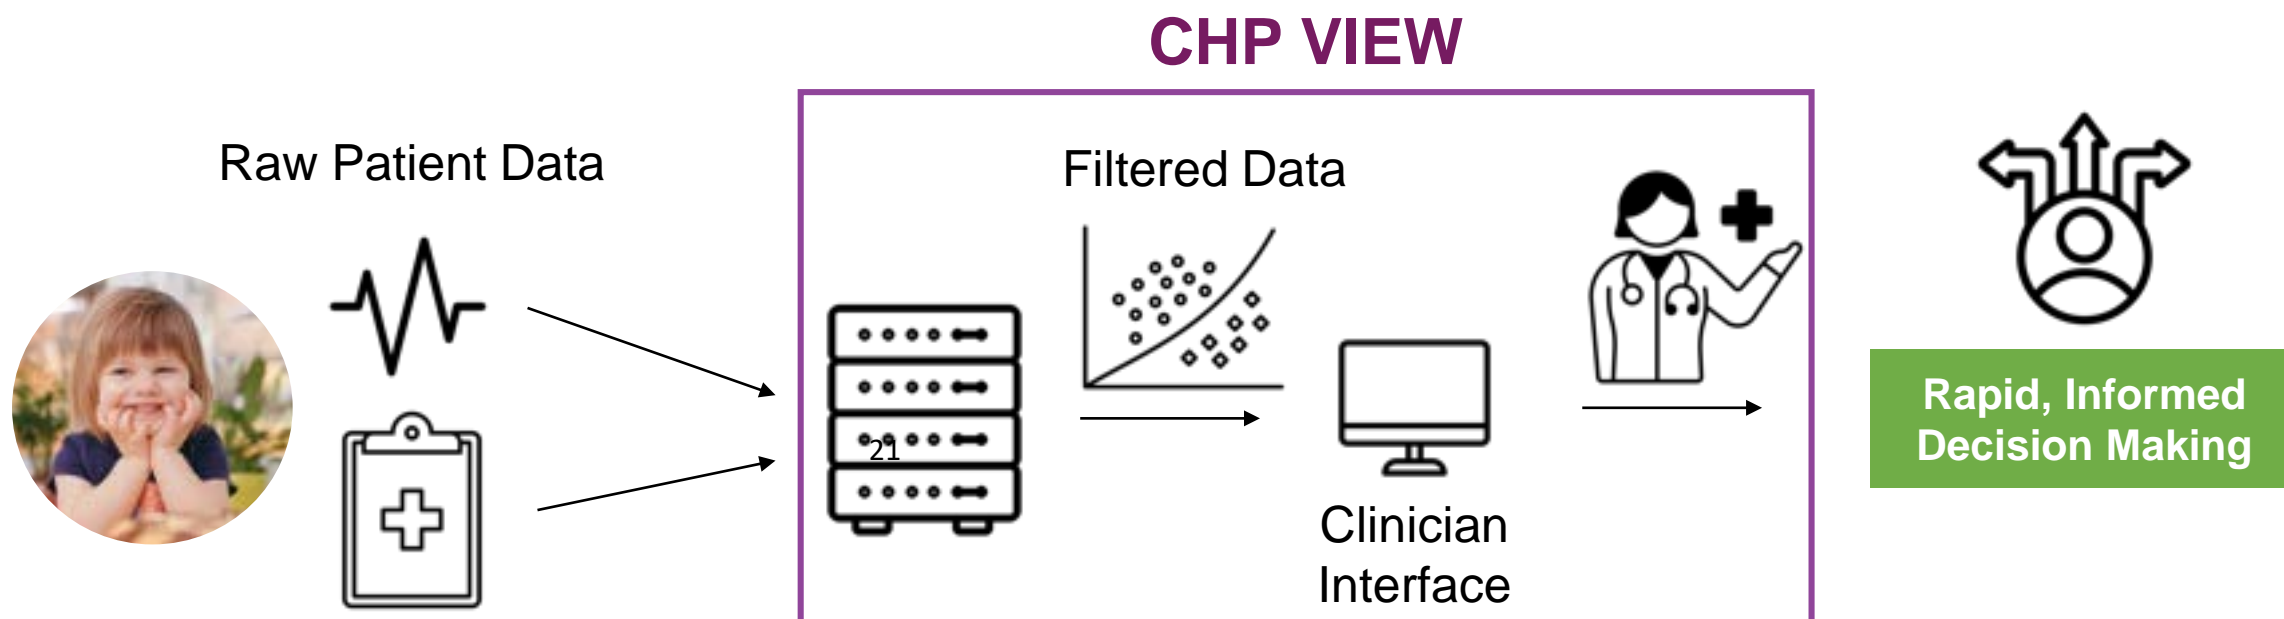 CHP VIEW
Raw Patient Data
Filtered Data
21
Clinician
Interface
Rapid, Informed
Decision Making